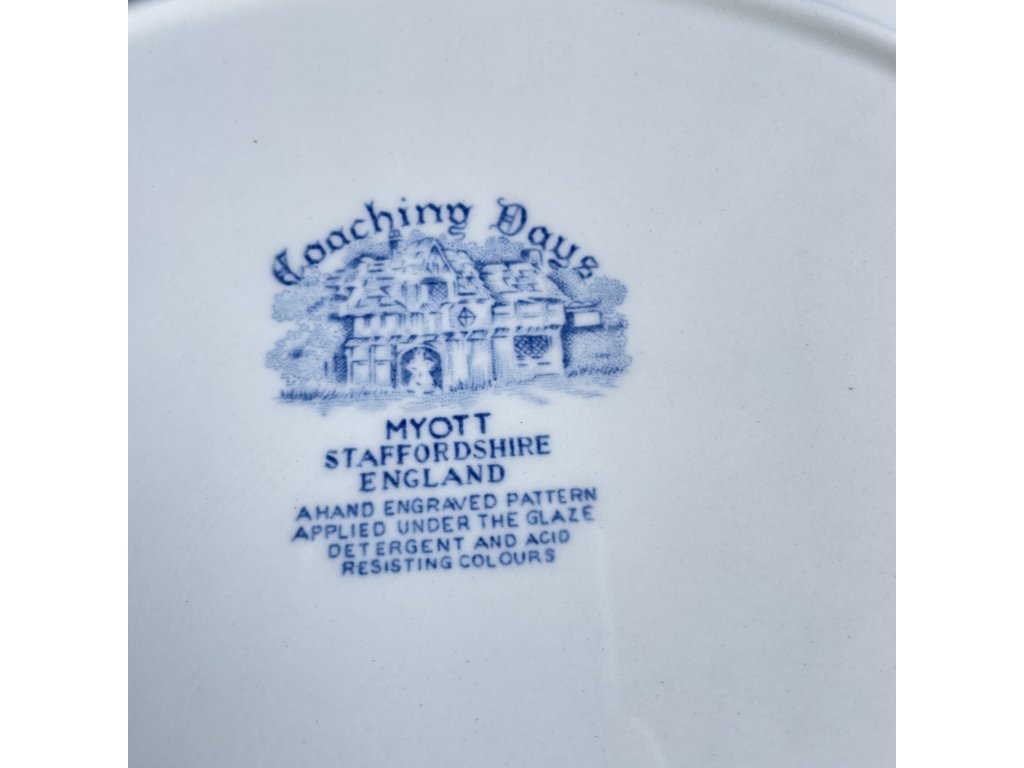 Coaching Days
MYOTT
STAFFORDSHIRE
ENGLAND
A HAND ENGRAVED PATTERN
APPLIED UNDER THE GLAZE
DETERGENT AND ACID
RESISTING COLOURS